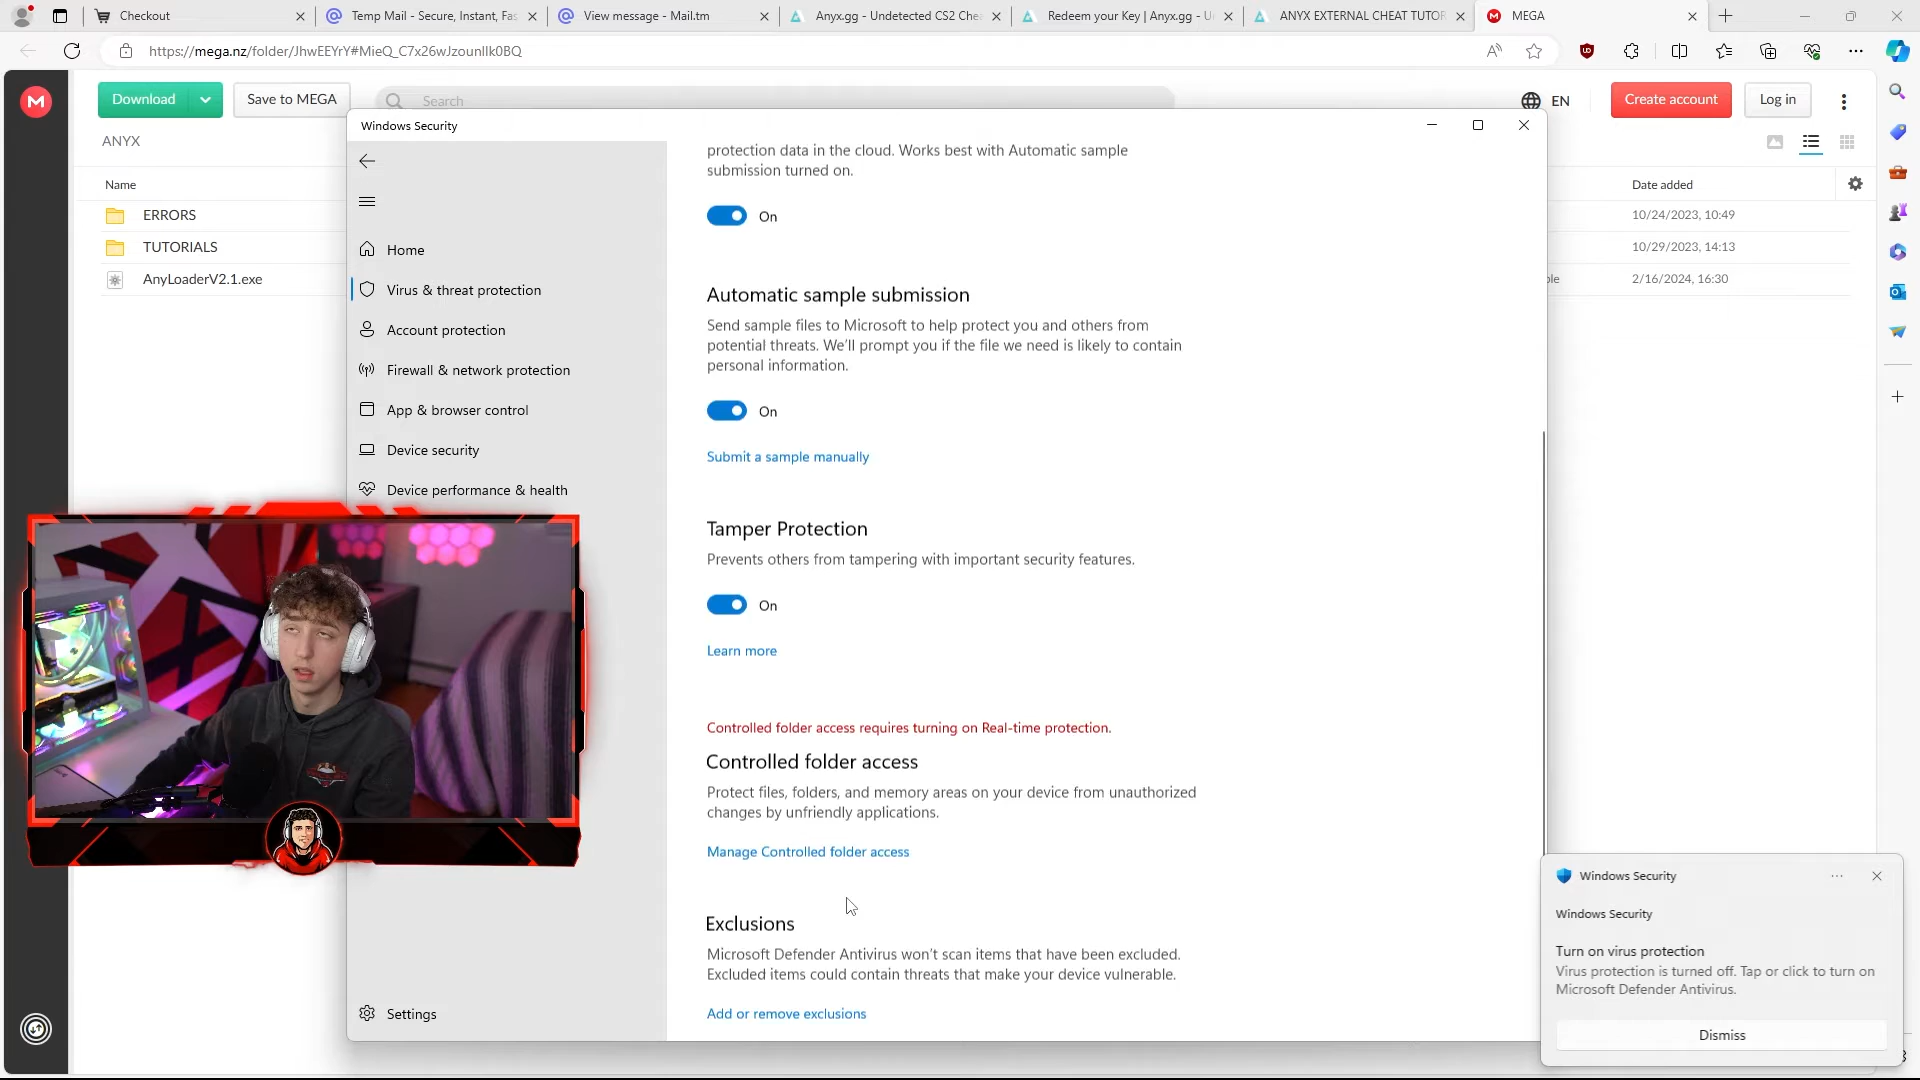 Checkout
Temp Mail - Secure, Instant, Fas
View message - Mail.tm
Anyx.gg - Undetected CS2 Che
Redeem your Key | Anyx.gg - U
ANYX EXTERNAL CHEAT TUTOR
MEGA
https://mega.nz/folder/JhwEEYrY#MieQ_C7x26wJzounllk0BQ
Download
Save to MEGA
Search
EN
Create account
Log in
ANYX
Name
Date added
ERRORS
10/24/2023, 10:49
TUTORIALS
10/29/2023, 14:13
AnyLoaderV2.1.exe
ble
2/16/2024, 16:30
Windows Security
Home
Virus & threat protection
Account protection
Firewall & network protection
App & browser control
Device security
Device performance & health
Settings
protection data in the cloud. Works best with Automatic sample
submission turned on.
On
Automatic sample submission
Send sample files to Microsoft to help protect you and others from
potential threats. We'll prompt you if the file we need is likely to contain
personal information.
On
Submit a sample manually
Tamper Protection
Prevents others from tampering with important security features.
On
Learn more
Controlled folder access requires turning on Real-time protection.
Controlled folder access
Protect files, folders, and memory areas on your device from unauthorized
changes by unfriendly applications.
Manage Controlled folder access
Exclusions
Microsoft Defender Antivirus won't scan items that have been excluded.
Excluded items could contain threats that make your device vulnerable.
Add or remove exclusions
Windows Security
Windows Security
Turn on virus protection
Virus protection is turned off. Tap or click to turn on
Microsoft Defender Antivirus.
Dismiss